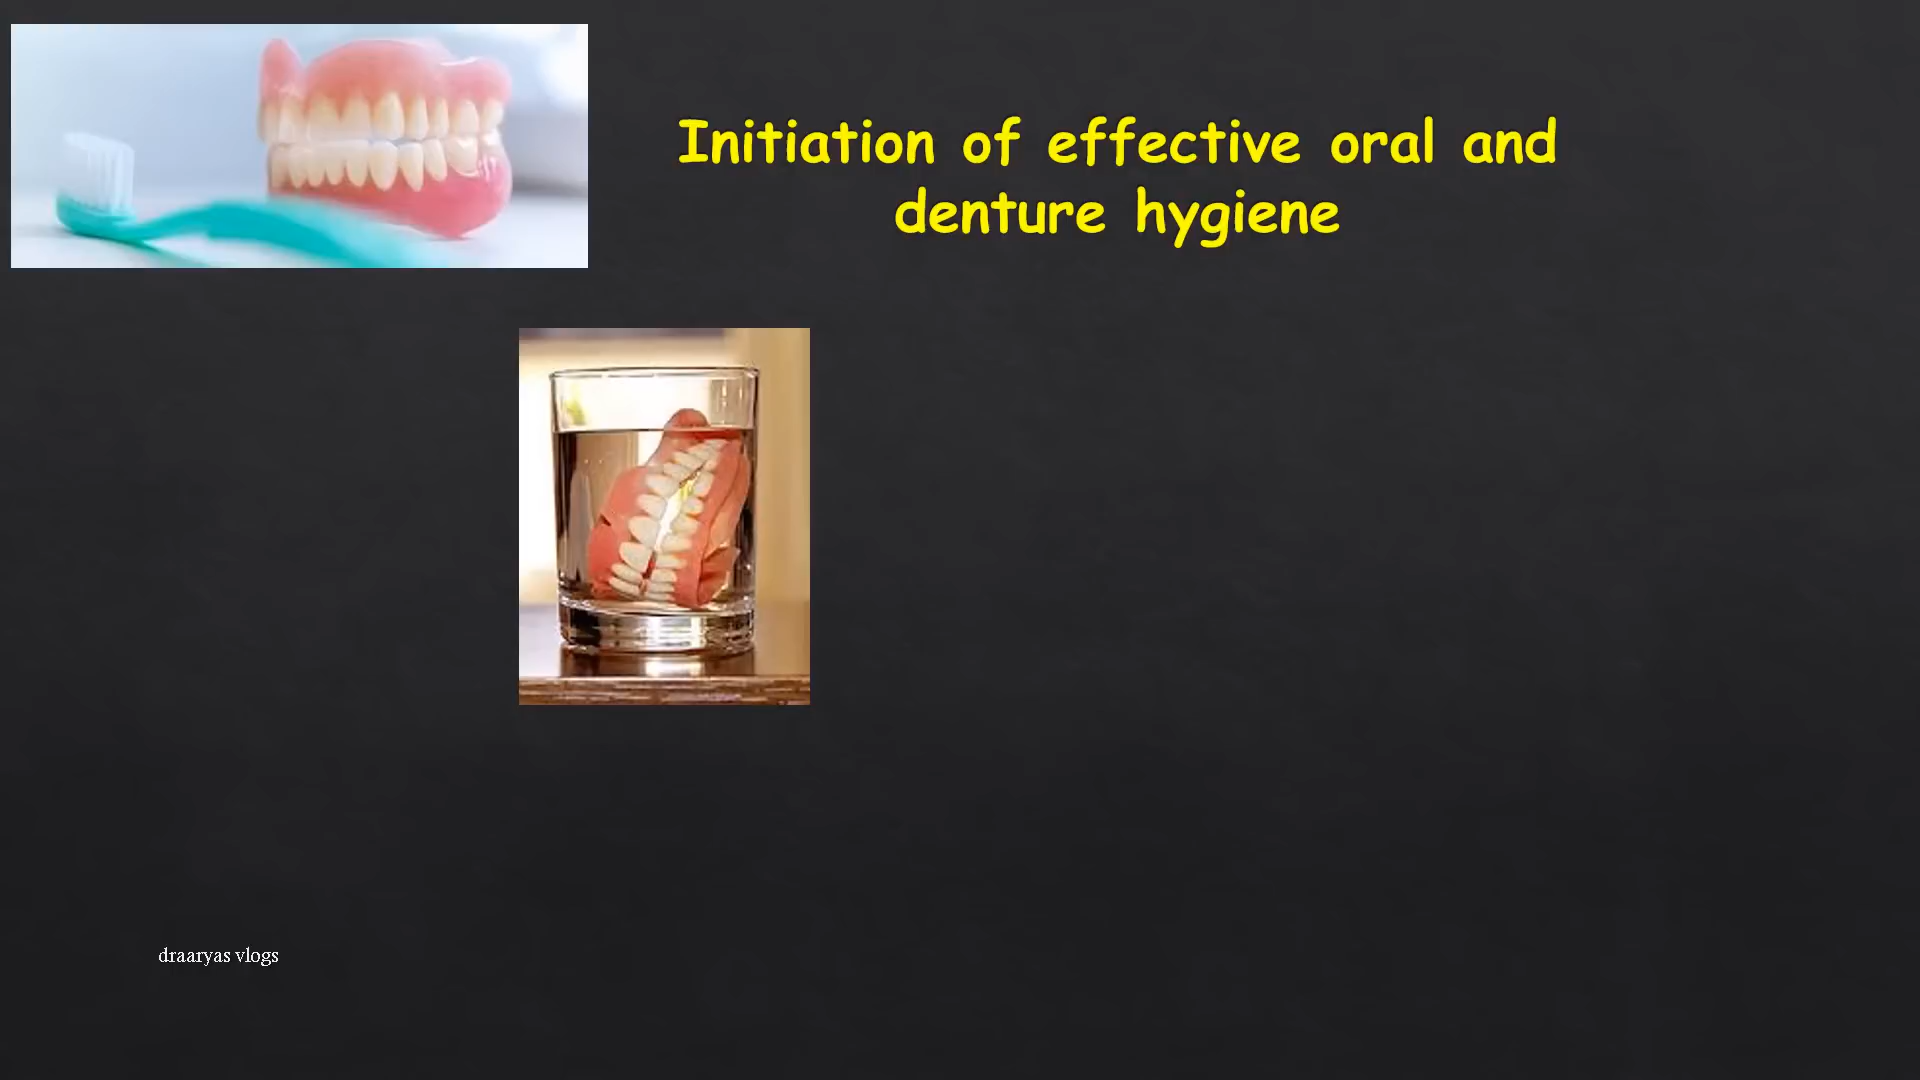 Initiation of effective oral and
denture hygiene
draaryas vlogs